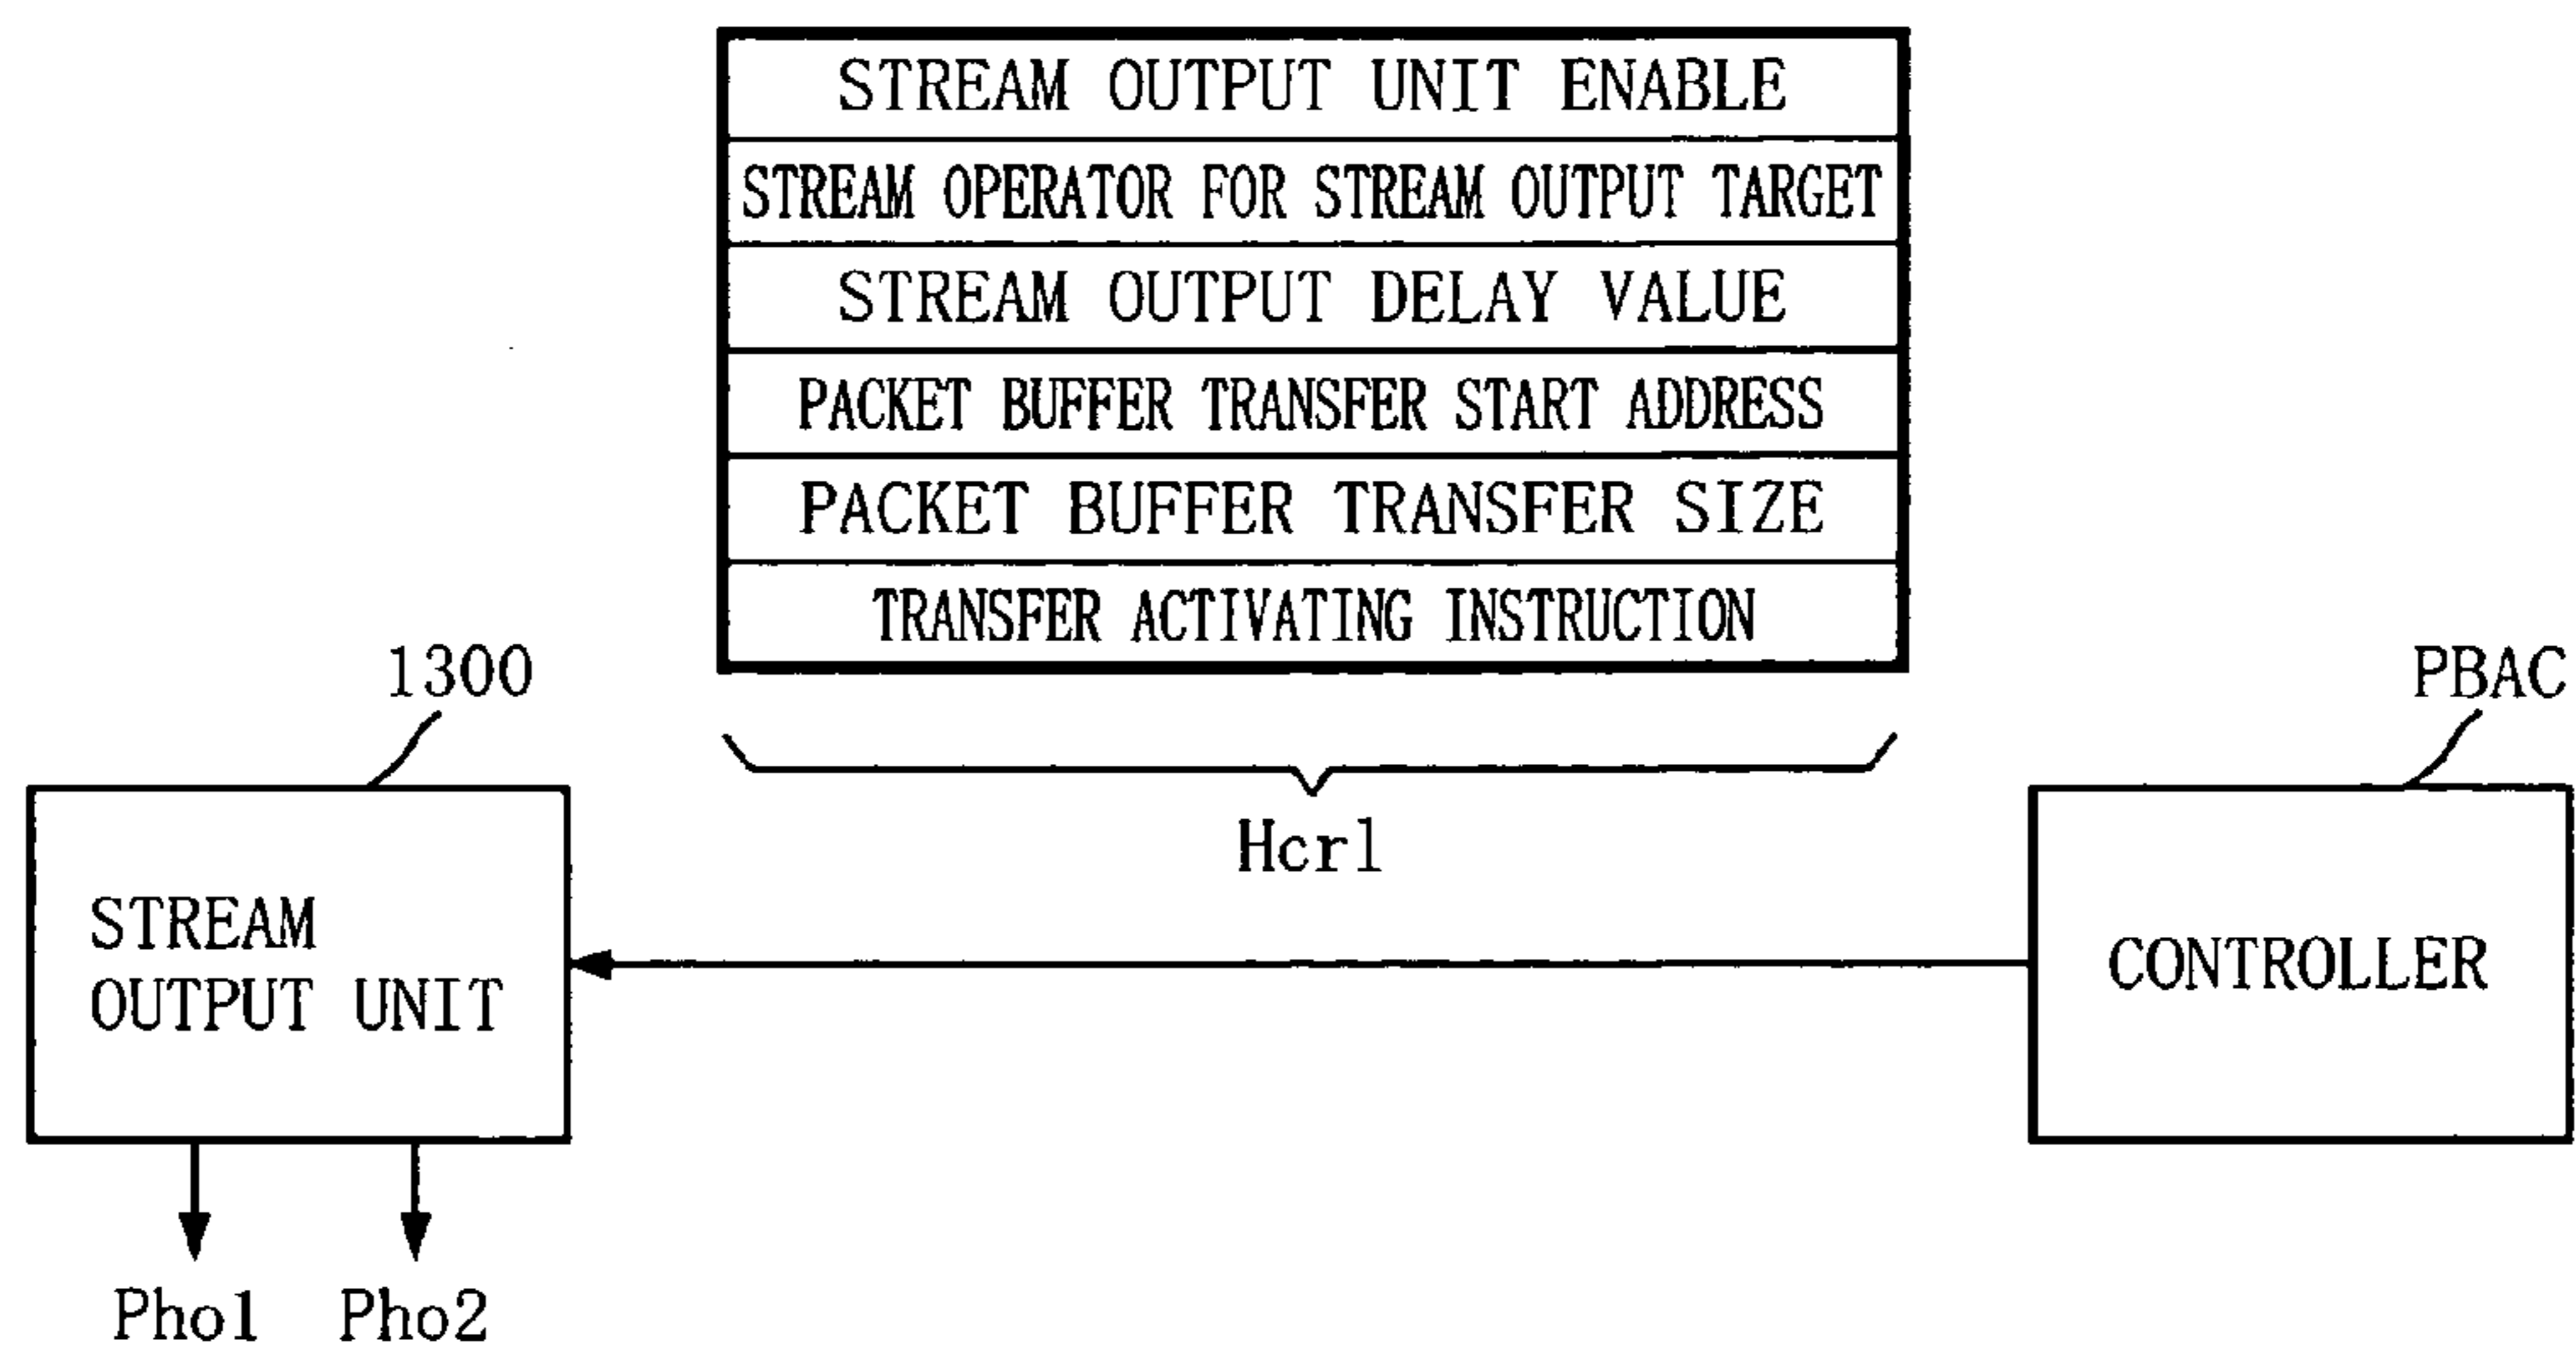 STREAM OUTPUT UNIT ENABLE
STREAM OPERATOR FOR STREAM OUTPUT TARGET
STREAM OUTPUT DELAY VALUE
PACKET BUFFER TRANSFER START ADDRESS
PACKET BUFFER TRANSFER SIZE
TRANSFER ACTIVATING INSTRUCTION
1300
PBAC
Hcrl
STREAM
OUTPUT UNIT
CONTROLLER
Pho1
Pho2